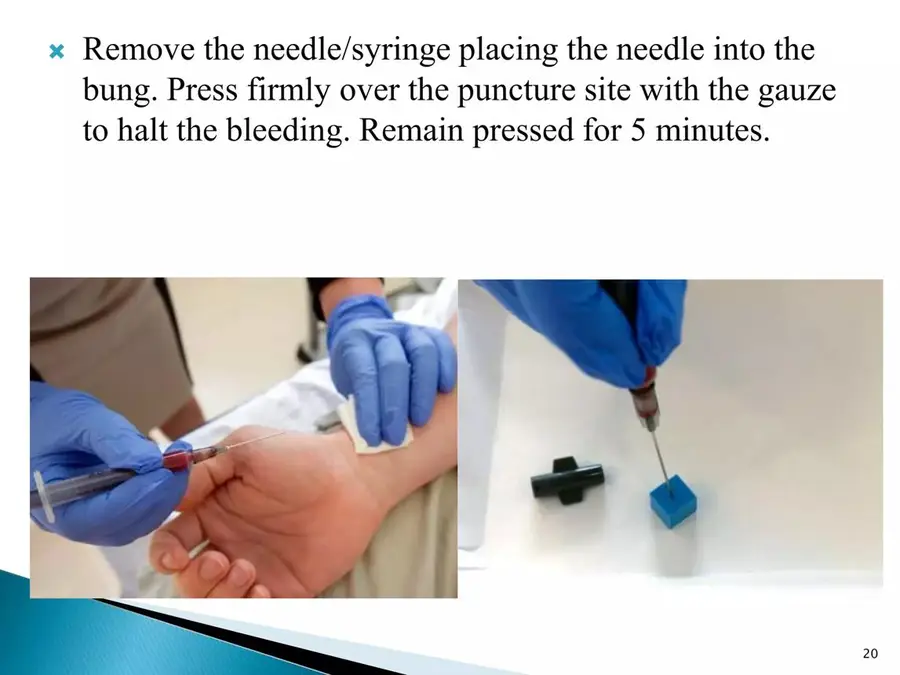 Remove the needle/syringe placing the needle into the
bung. Press firmly over the puncture site with the gauze
to halt the bleeding. Remain pressed for 5 minutes.
20